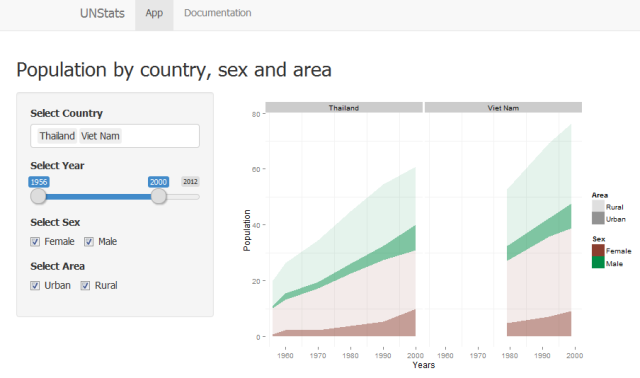 UNStats App Documentation
Population by country, sex and area
Select Country
Thailand Viet Nam
Select Year
1956 2000 2012
Select Sex
Female Male
Select Area
Urban Rural
Thailand Viet Nam
80
60
40
20
0
Population
1960 1970 1980 1990 2000 1960 1970 1980 1990 2000
Years
Area
Rural
Urban
Sex
Female
Male